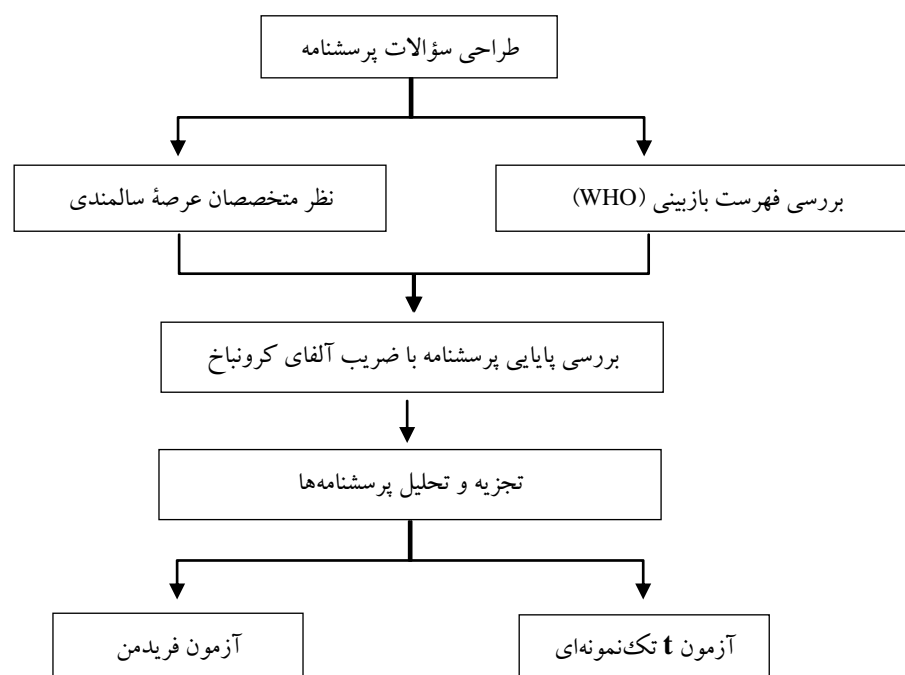 طراحی سؤالات پرسشنامه
بررسی فهرست بازبینی (WHO)
نظر متخصصان عرصۀ سالمندی
بررسی پایایی پرسشنامه با ضریب آلفای کرونباخ
تجزیه و تحلیل پرسشنامه‌ها
آزمون t تک‌نمونه‌ای
آزمون فریدمن